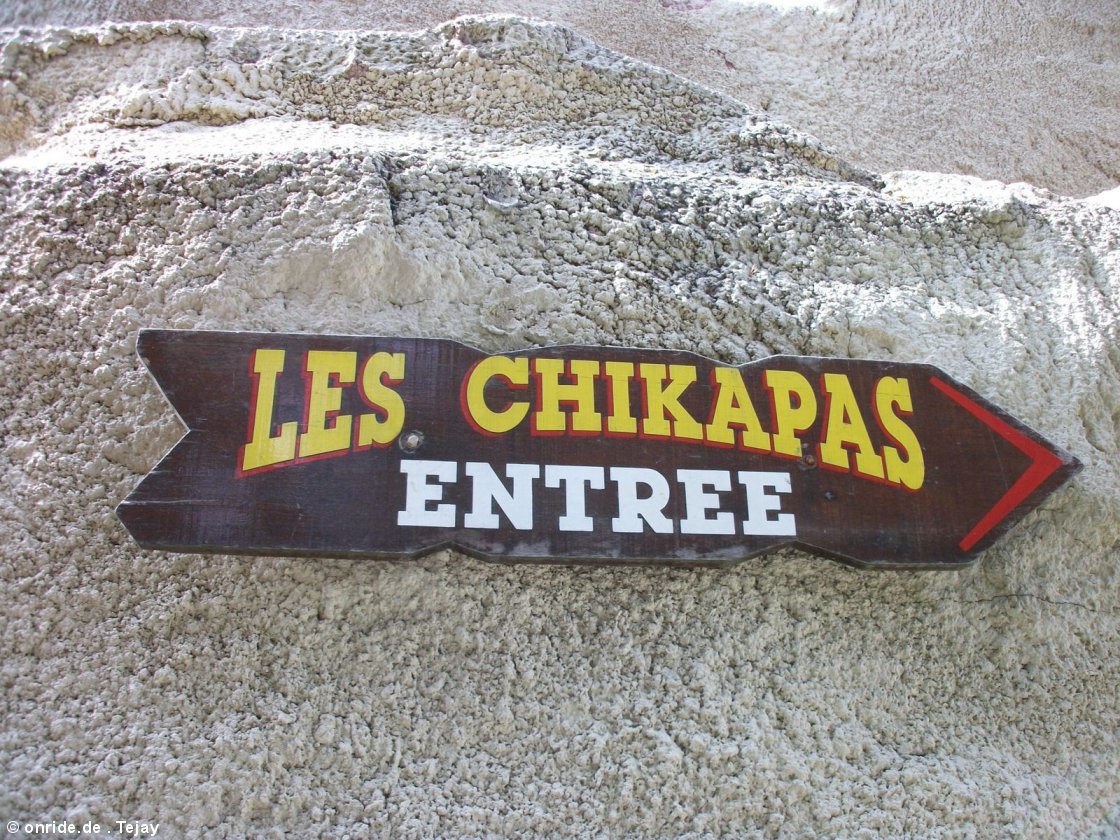 LES CHIKAPAS
ENTREE
© onride.de . Tejay